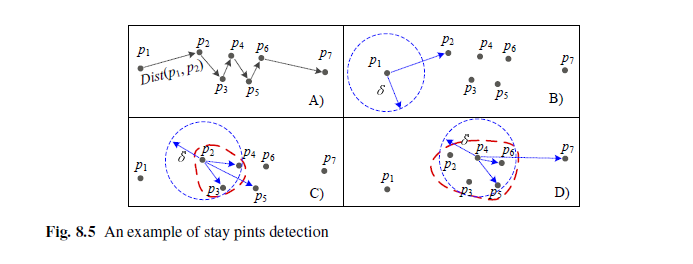 p1 p2 p4 p6 p7
Dist(p1, p2) p3 p5 A)
p1 δ p2 p4 p6 p7
p3 p5 B)
p1 δ p2 p4 p6 p7
p3 p5 C)
p1 p2 δ p4 p6 p7
p3 p5 D)
Fig. 8.5 An example of stay pints detection